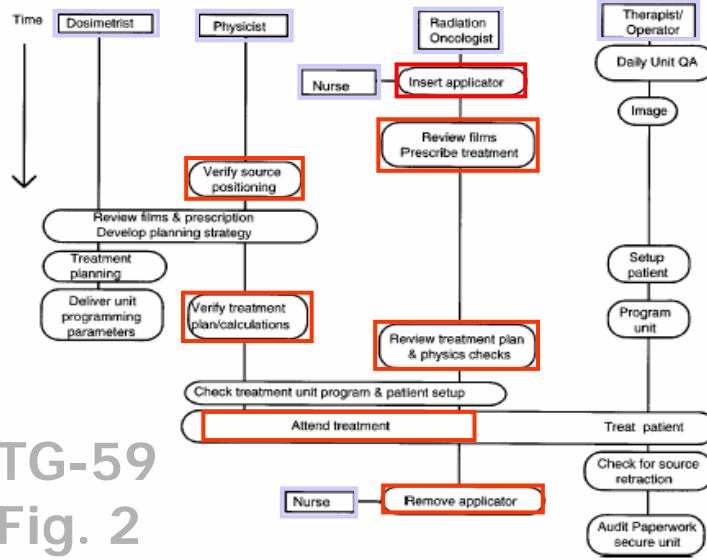 Time
Dosimetrist
Physicist
Radiation
Oncologist
Therapist/
Operator
Daily Unit QA
Nurse
Insert applicator
Image
Review films
Prescribe treatment
Verify source
positioning
Review films & prescription
Develop planning strategy
Treatment
planning
Setup
patient
Deliver unit
programming
parameters
Verify treatment
plan/calculations
Program
unit
Review treatment plan
& physics checks
Check treatment unit program & patient setup
Attend treatment
Treat patient
TG-59
Fig. 2
Check for source
retraction
Nurse
Remove applicator
Audit Paperwork
secure unit